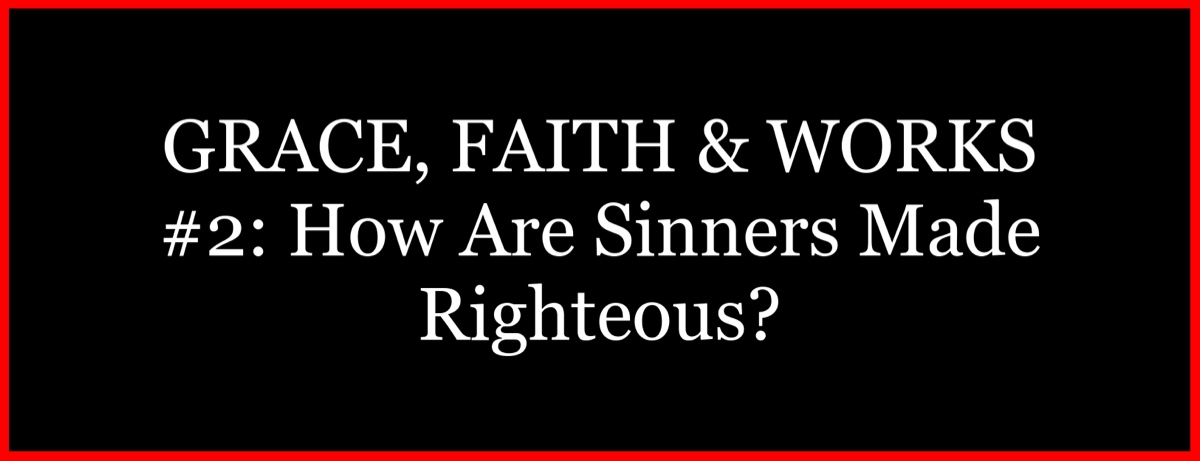 GRACE, FAITH & WORKS
#2: How Are Sinners Made
Righteous?